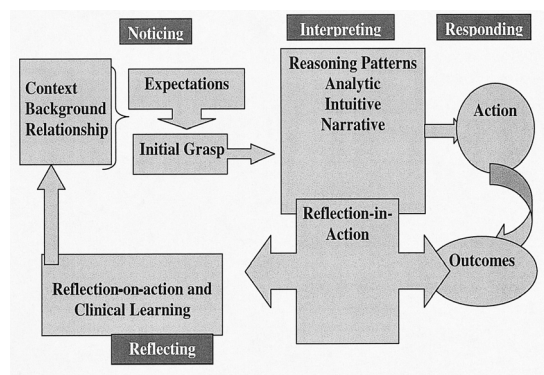 Noticing
Interpreting
Responding
Context
Background
Relationship
Expectations
Initial Grasp
Reasoning Patterns
Analytic
Intuitive
Narrative
Action
Reflection-in-
Action
Outcomes
Reflection-on-action and
Clinical Learning
Reflecting